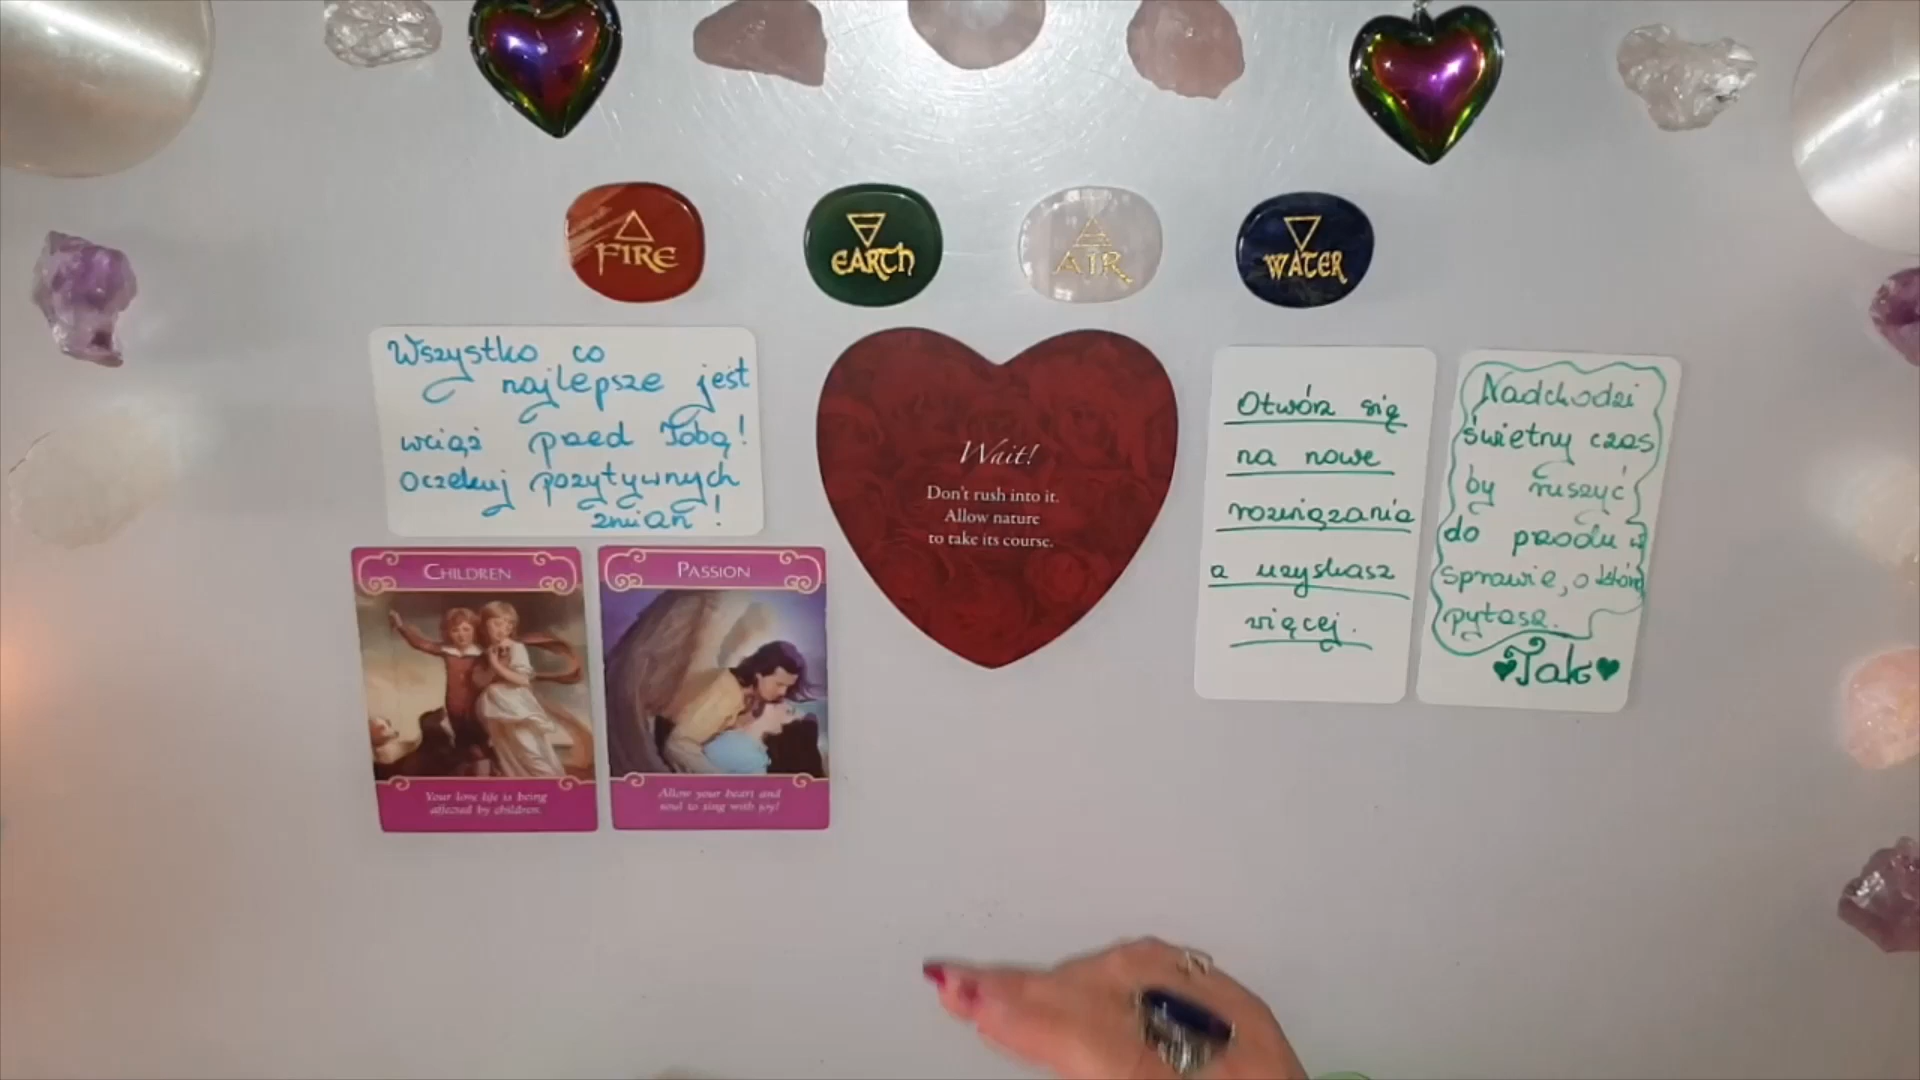 FIRE
EARTH
AIR
WATER
Wszystko co
najlepsze jest
wciąż przed Tobą!
Oczekuj pozytywnych
zmian!
Wait!
Don't rush into it.
Allow nature
to take its course.
Otwórz się
na nowe
rozwiązania
a uzyskasz
więcej.
Nadchodzi
świetny czas
by ruszyć
do przodu w
sprawie, o którą
pytasz.
Tak
CHILDREN
Your love life is being
affected by children.
PASSION
Allow your heart and
soul to sing with joy!